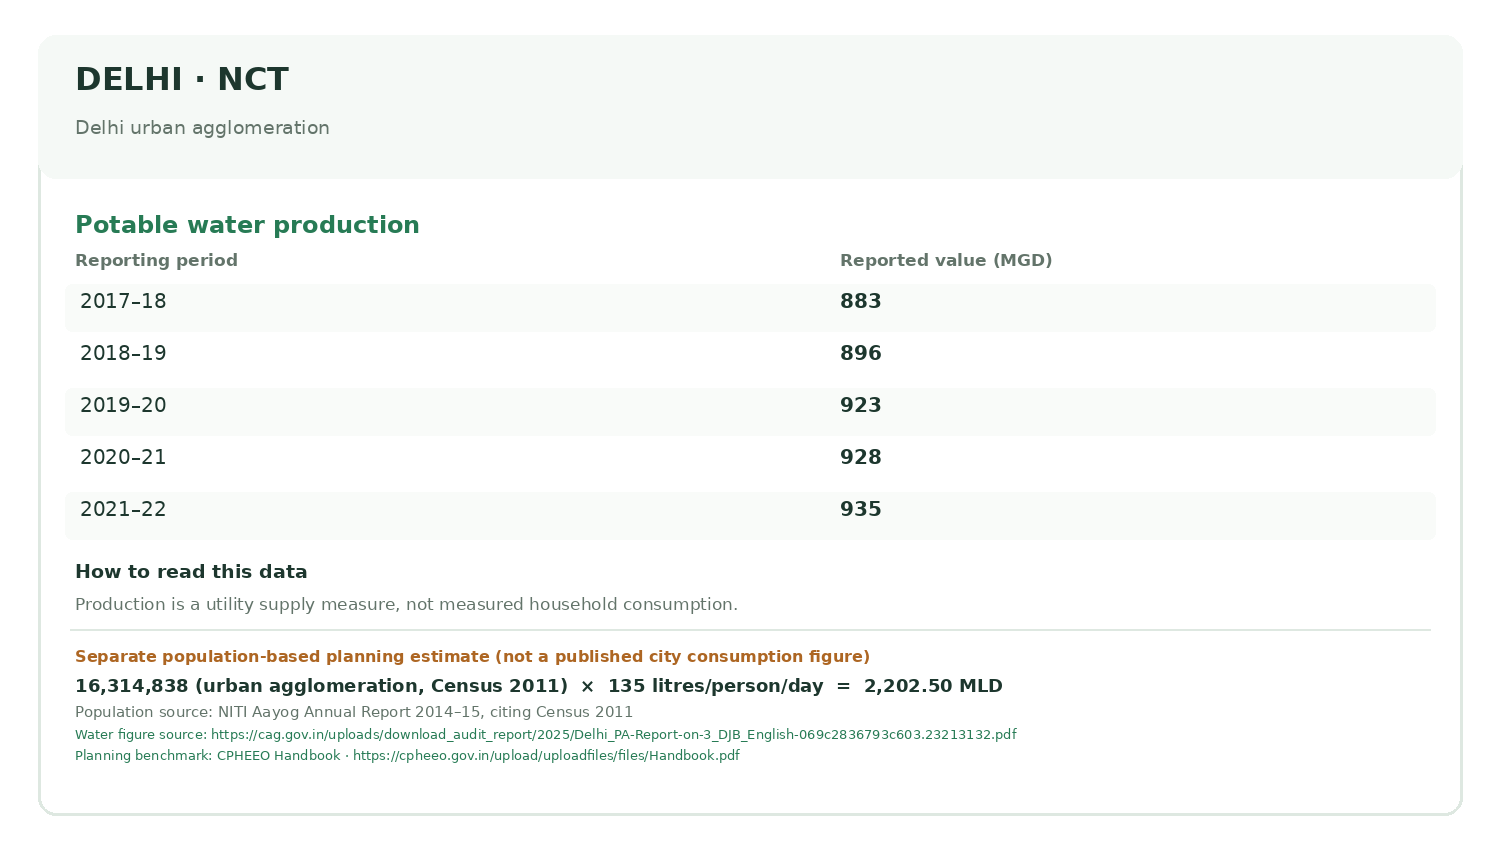 DELHI · NCT
Delhi urban agglomeration
Potable water production
Reporting period Reported value (MGD)
2017–18 883
2018–19 896
2019–20 923
2020–21 928
2021–22 935
How to read this data
Production is a utility supply measure, not measured household consumption.
Separate population-based planning estimate (not a published city consumption figure)
16,314,838 (urban agglomeration, Census 2011) × 135 litres/person/day = 2,202.50 MLD
Population source: NITI Aayog Annual Report 2014–15, citing Census 2011
Water figure source: https://cag.gov.in/uploads/download_audit_report/2025/Delhi_PA-Report-on-3_DJB_English-069c2836793c603.23213132.pdf
Planning benchmark: CPHEEO Handbook · https://cpheeo.gov.in/upload/uploadfiles/files/Handbook.pdf